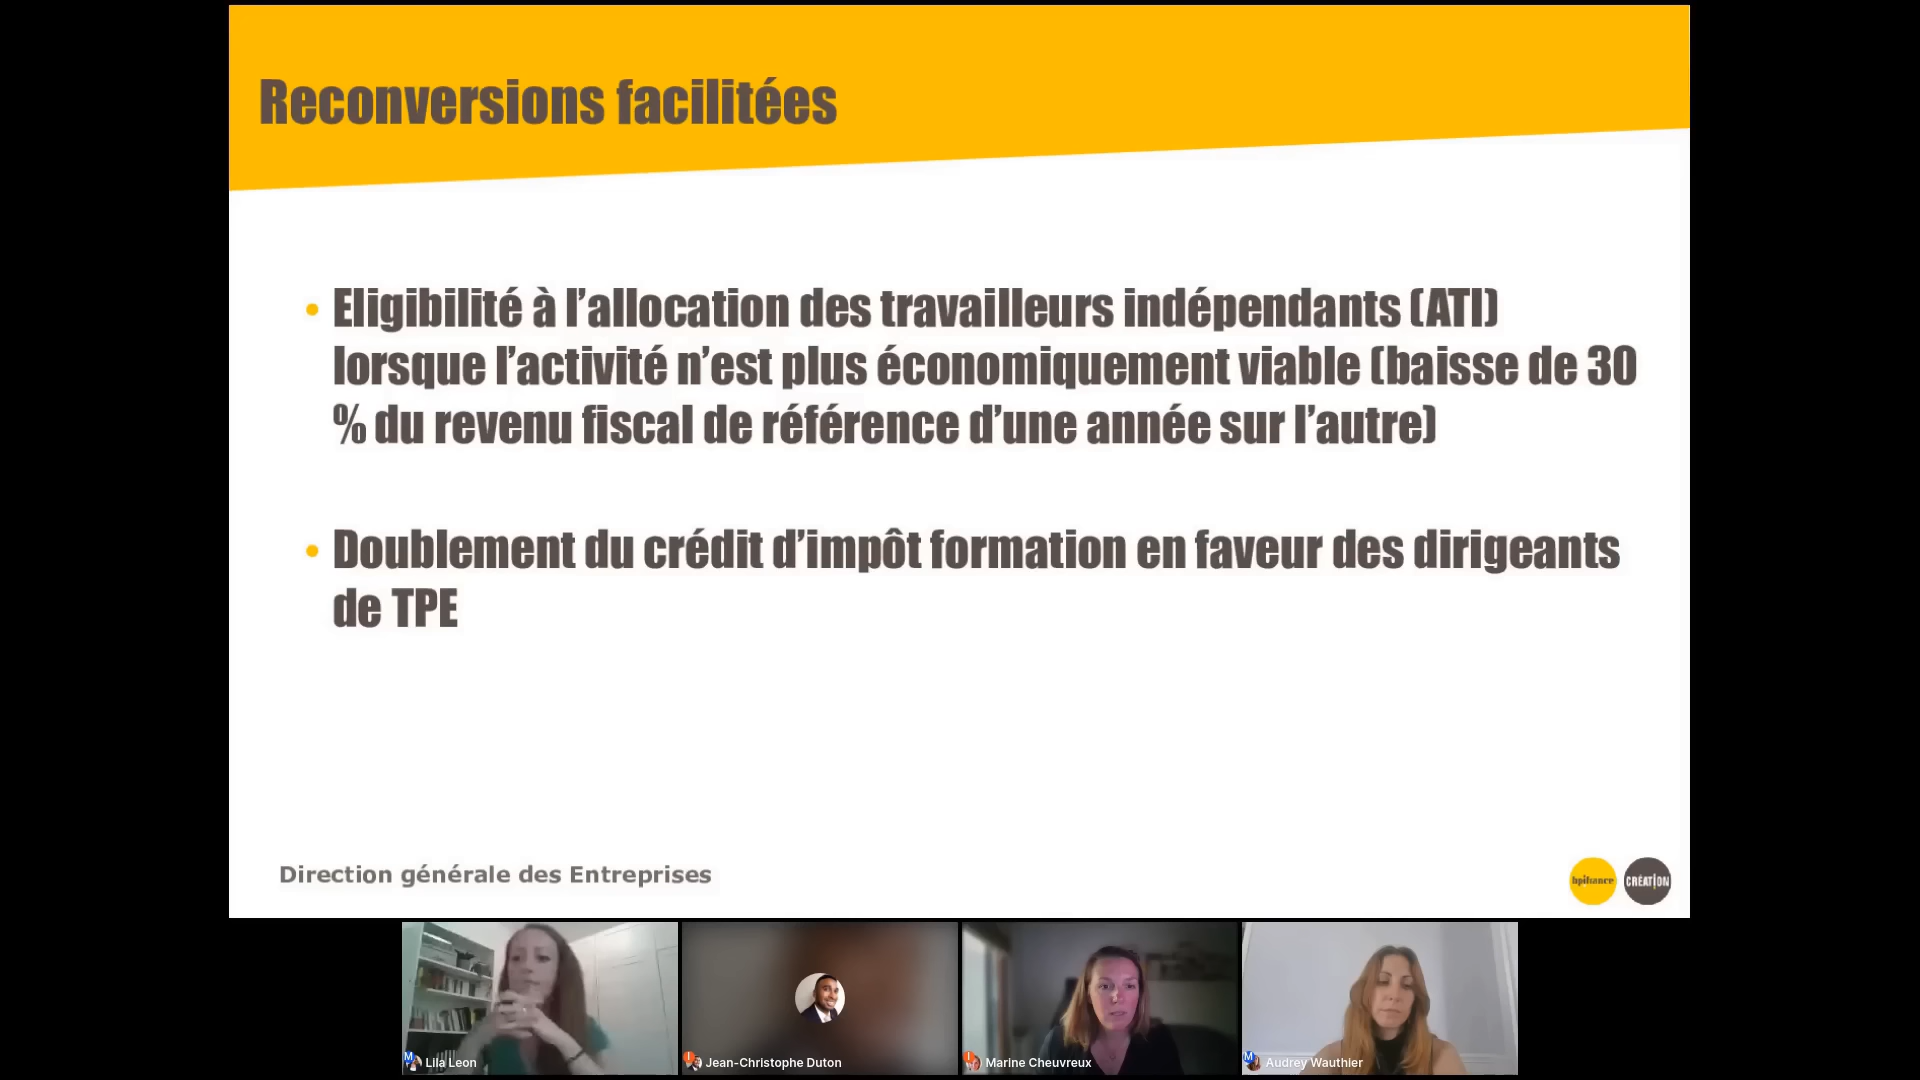 Reconversions facilitées
• Eligibilité à l’allocation des travailleurs indépendants (ATI)
lorsque l’activité n’est plus économiquement viable (baisse de 30
% du revenu fiscal de référence d’une année sur l’autre)
• Doublement du crédit d’impôt formation en faveur des dirigeants
de TPE
Direction générale des Entreprises
bpifrance
CRÉATION
M
Lila Leon
I
Jean-Christophe Duton
I
Marine Cheuvreux
M
Audrey Wauthier